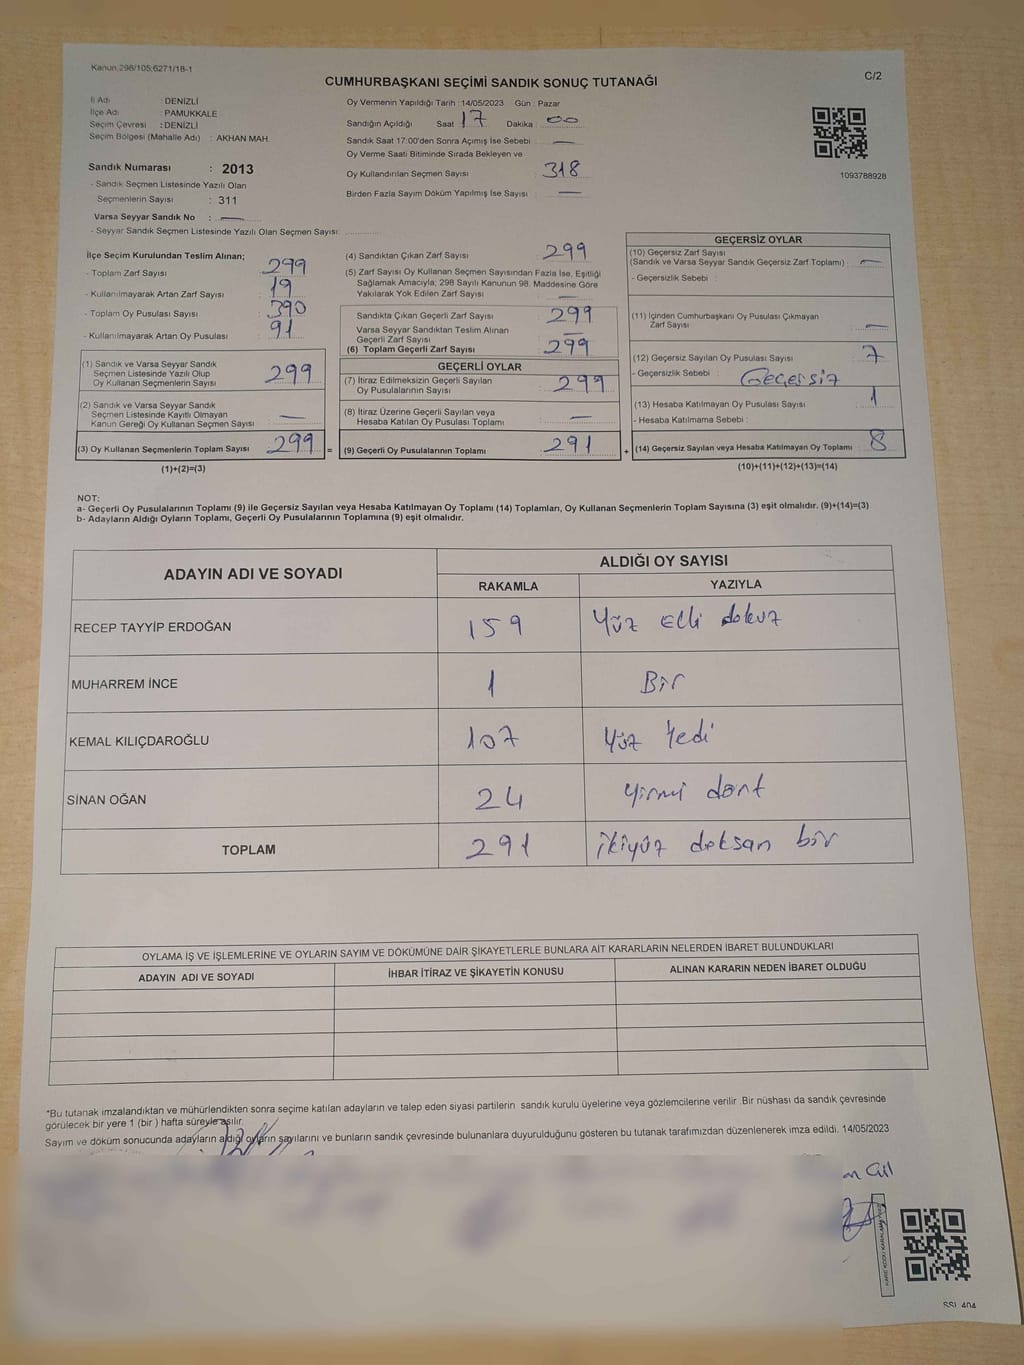 Kanun:298/105;6271/18-1
C/2
CUMHURBAŞKANI SEÇİMİ SANDIK SONUÇ TUTANAĞI
İl Adı : DENİZLİ
İlçe Adı : PAMUKKALE
Seçim Çevresi : DENİZLİ
Seçim Bölgesi (Mahalle Adı) : AKHAN MAH.
Sandık Numarası : 2013
- Sandık Seçmen Listesinde Yazılı Olan
Seçmenlerin Sayısı : 311
Varsa Seyyar Sandık No : —
- Seyyar Sandık Seçmen Listesinde Yazılı Olan Seçmen Sayısı:
Oy Vermenin Yapıldığı Tarih :14/05/2023 Gün : Pazar
Sandığın Açıldığı Saat 17 Dakika : 00
Sandık Saat 17:00'den Sonra Açımış İse Sebebi : —
Oy Verme Saati Bitiminde Sırada Bekleyen ve
Oy Kullandırılan Seçmen Sayısı : 318
Birden Fazla Sayım Döküm Yapılmış İse Sayısı : —
1093788928
İlçe Seçim Kurulundan Teslim Alınan;
- Toplam Zarf Sayısı : 299
- Kullanılmayarak Artan Zarf Sayısı : 19
- Toplam Oy Pusulası Sayısı : 390
- Kullanılmayarak Artan Oy Pusulası : 91
(1) Sandık ve Varsa Seyyar Sandık
Seçmen Listesinde Yazılı Olup
Oy Kullanan Seçmenlerin Sayısı : 299
(2) Sandık ve Varsa Seyyar Sandık
Seçmen Listesinde Kayıtlı Olmayan
Kanun Gereği Oy Kullanan Seçmen Sayısı : —
(3) Oy Kullanan Seçmenlerin Toplam Sayısı : 299
(1)+(2)=(3)
(4) Sandıktan Çıkan Zarf Sayısı : 299
(5) Zarf Sayısı Oy Kullanan Seçmen Sayısından Fazla İse, Eşitliği
Sağlamak Amacıyla, 298 Sayılı Kanunun 98. Maddesine Göre
Yakılarak Yok Edilen Zarf Sayısı : —
Sandıkta Çıkan Geçerli Zarf Sayısı : 299
Varsa Seyyar Sandıktan Teslim Alınan
Geçerli Zarf Sayısı : —
(6) Toplam Geçerli Zarf Sayısı : 299
GEÇERLİ OYLAR
(7) İtiraz Edilmeksizin Geçerli Sayılan
Oy Pusulalarının Sayısı : 299
(8) İtiraz Üzerine Geçerli Sayılan veya
Hesaba Katılan Oy Pusulası Toplamı : —
= (9) Geçerli Oy Pusulalarının Toplamı : 291
GEÇERSİZ OYLAR
(10) Geçersiz Zarf Sayısı
(Sandık ve Varsa Seyyar Sandık Geçersiz Zarf Toplamı) : —
- Geçersizlik Sebebi :
(11) İçinden Cumhurbaşkanı Oy Pusulası Çıkmayan
Zarf Sayısı : —
(12) Geçersiz Sayılan Oy Pusulası Sayısı : 7
- Geçersizlik Sebebi : Geçersiz
(13) Hesaba Katılmayan Oy Pusulası Sayısı : 1
- Hesaba Katılmama Sebebi :
+ (14) Geçersiz Sayılan veya Hesaba Katılmayan Oy Toplamı : 8
(10)+(11)+(12)+(13)=(14)
NOT:
a- Geçerli Oy Pusulalarının Toplamı (9) ile Geçersiz Sayılan veya Hesaba Katılmayan Oy Toplamı (14) Toplamları, Oy Kullanan Seçmenlerin Toplam Sayısına (3) eşit olmalıdır. (9)+(14)=(3)
b- Adayların Aldığı Oyların Toplamı, Geçerli Oy Pusulalarının Toplamına (9) eşit olmalıdır.
ADAYIN ADI VE SOYADI
ALDIĞI OY SAYISI
RAKAMLA YAZIYLA
RECEP TAYYİP ERDOĞAN 159 Yüz Elli dokuz
MUHARREM İNCE 1 Bir
KEMAL KILIÇDAROĞLU 107 Yüz Yedi
SİNAN OĞAN 24 Yirmi dört
TOPLAM 291 ikiyüz doksan bir
OYLAMA İŞ VE İŞLEMLERİNE VE OYLARIN SAYIM VE DÖKÜMÜNE DAİR ŞİKAYETLERLE BUNLARA AİT KARARLARIN NELERDEN İBARET BULUNDUKLARI
ADAYIN ADI VE SOYADI İHBAR İTİRAZ VE ŞİKAYETİN KONUSU ALINAN KARARIN NEDEN İBARET OLDUĞU
*Bu tutanak imzalandıktan ve mühürlendikten sonra seçime katılan adayların ve talep eden siyasi partilerin sandık kurulu üyelerine veya gözlemcilerine verilir .Bir nüshası da sandık çevresinde
görülecek bir yere 1 (bir ) hafta süreyle asılır.
Sayım ve döküm sonucunda adayların aldığı oyların sayılarını ve bunların sandık çevresinde bulunanlara duyurulduğunu gösteren bu tutanak tarafımızdan düzenlenerek imza edildi. 14/05/2023